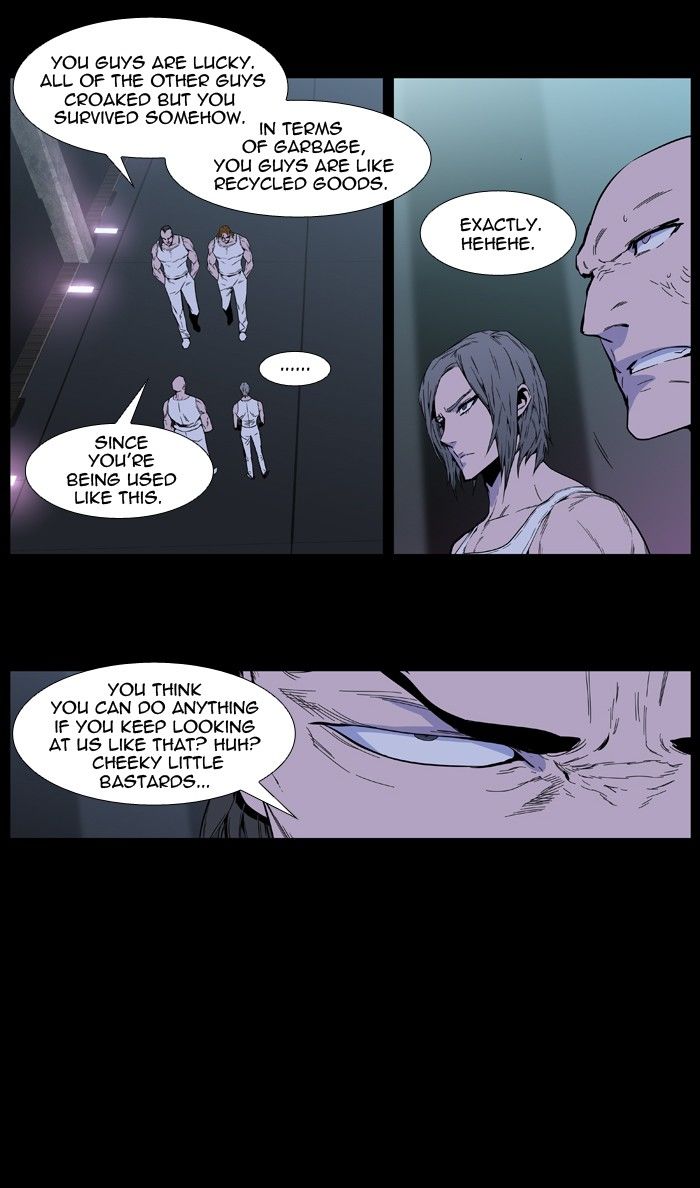 YOU GUYS ARE LUCKY.
ALL OF THE OTHER GUYS
CROAKED BUT YOU
SURVIVED SOMEHOW.
IN TERMS
OF GARBAGE,
YOU GUYS ARE LIKE
RECYCLED GOODS.
......
SINCE
YOU'RE
BEING USED
LIKE THIS.
EXACTLY.
HEHEHE.
YOU THINK
YOU CAN DO ANYTHING
IF YOU KEEP LOOKING
AT US LIKE THAT? HUH?
CHEEKY LITTLE
BASTARDS...